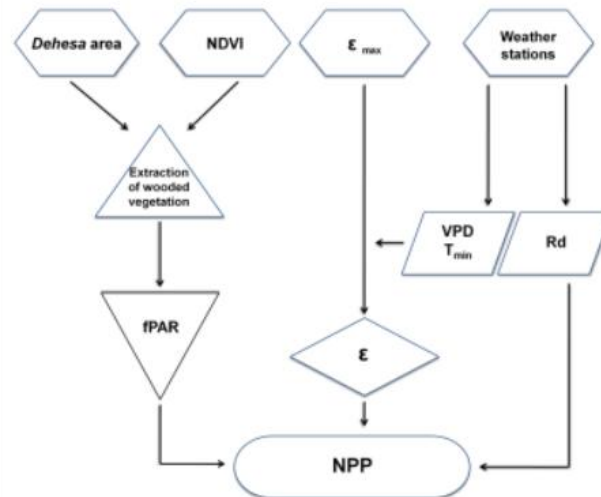 Dehesa area
NDVI
ε max
Weather
stations
Extraction
of wooded
vegetation
VPD
Tmin
Rd
fPAR
ε
NPP